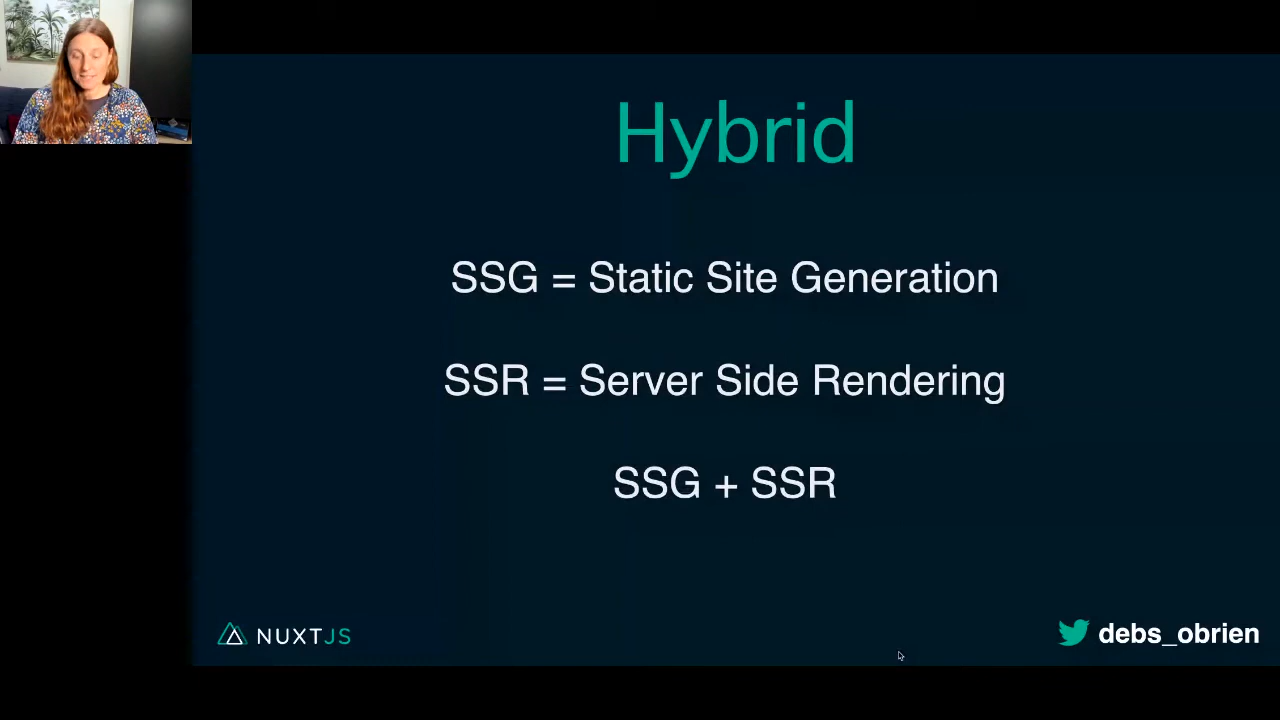 Hybrid
SSG = Static Site Generation
SSR = Server Side Rendering
SSG + SSR
NUXTJS
debs_obrien